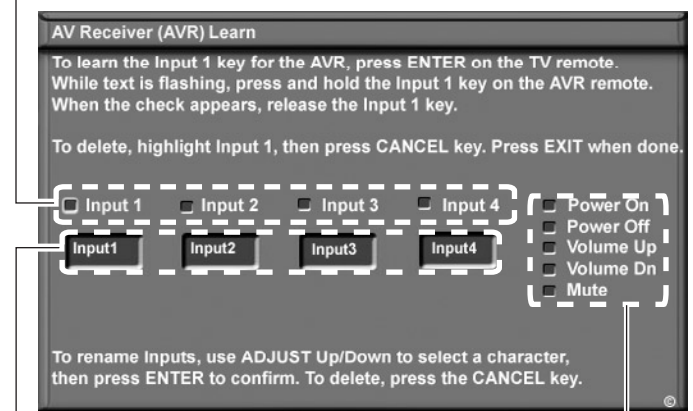 AV Receiver (AVR) Learn
To learn the Input 1 key for the AVR, press ENTER on the TV remote.
While text is flashing, press and hold the Input 1 key on the AVR remote.
When the check appears, release the Input 1 key.
To delete, highlight Input 1, then press CANCEL key. Press EXIT when done.
Input 1 Input 2 Input 3 Input 4
Input1 Input2 Input3 Input4
Power On
Power Off
Volume Up
Volume Dn
Mute
To rename Inputs, use ADJUST Up/Down to select a character,
then press ENTER to confirm. To delete, press the CANCEL key.
©